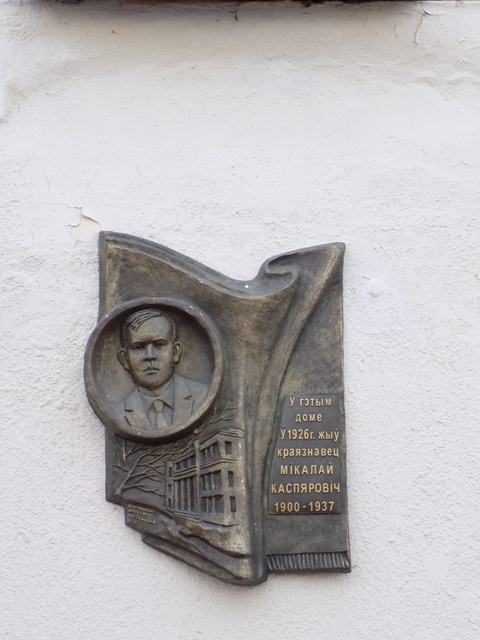 У гэтым
доме
ў 1926г. жыў
краязнавец
МІКАЛАЙ
КАСПЯРОВІЧ
1900 - 1937